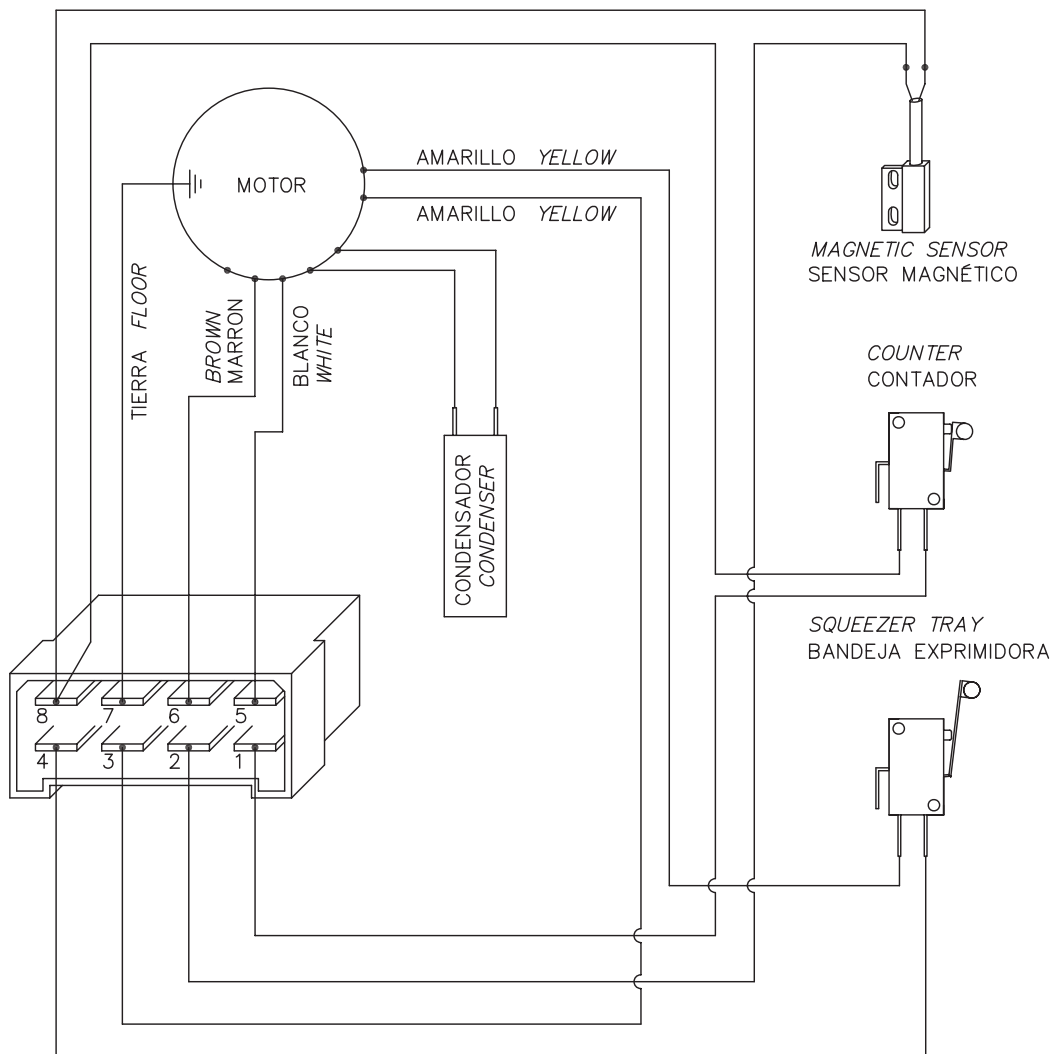 AMARILLO YELLOW
MOTOR
AMARILLO YELLOW
MAGNETIC SENSOR
SENSOR MAGNÉTICO
TIERRA FLOOR
BROWN
MARRON
BLANCO
WHITE
COUNTER
CONTADOR
CONDENSADOR
CONDENSER
SQUEEZER TRAY
BANDEJA EXPRIMIDORA
8 7 6 5
4 3 2 1